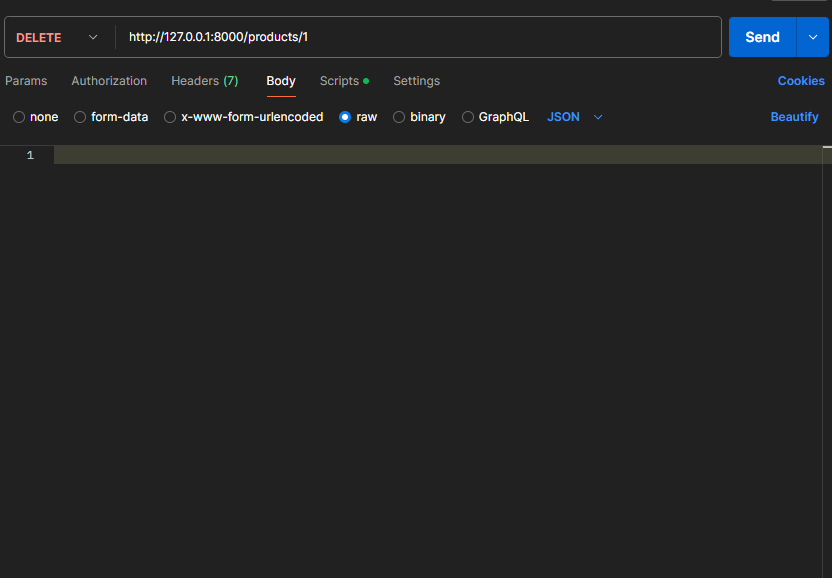 DELETE http://127.0.0.1:8000/products/1 Send
Params Authorization Headers (7) Body Scripts Settings Cookies
none form-data x-www-form-urlencoded raw binary GraphQL JSON Beautify
1